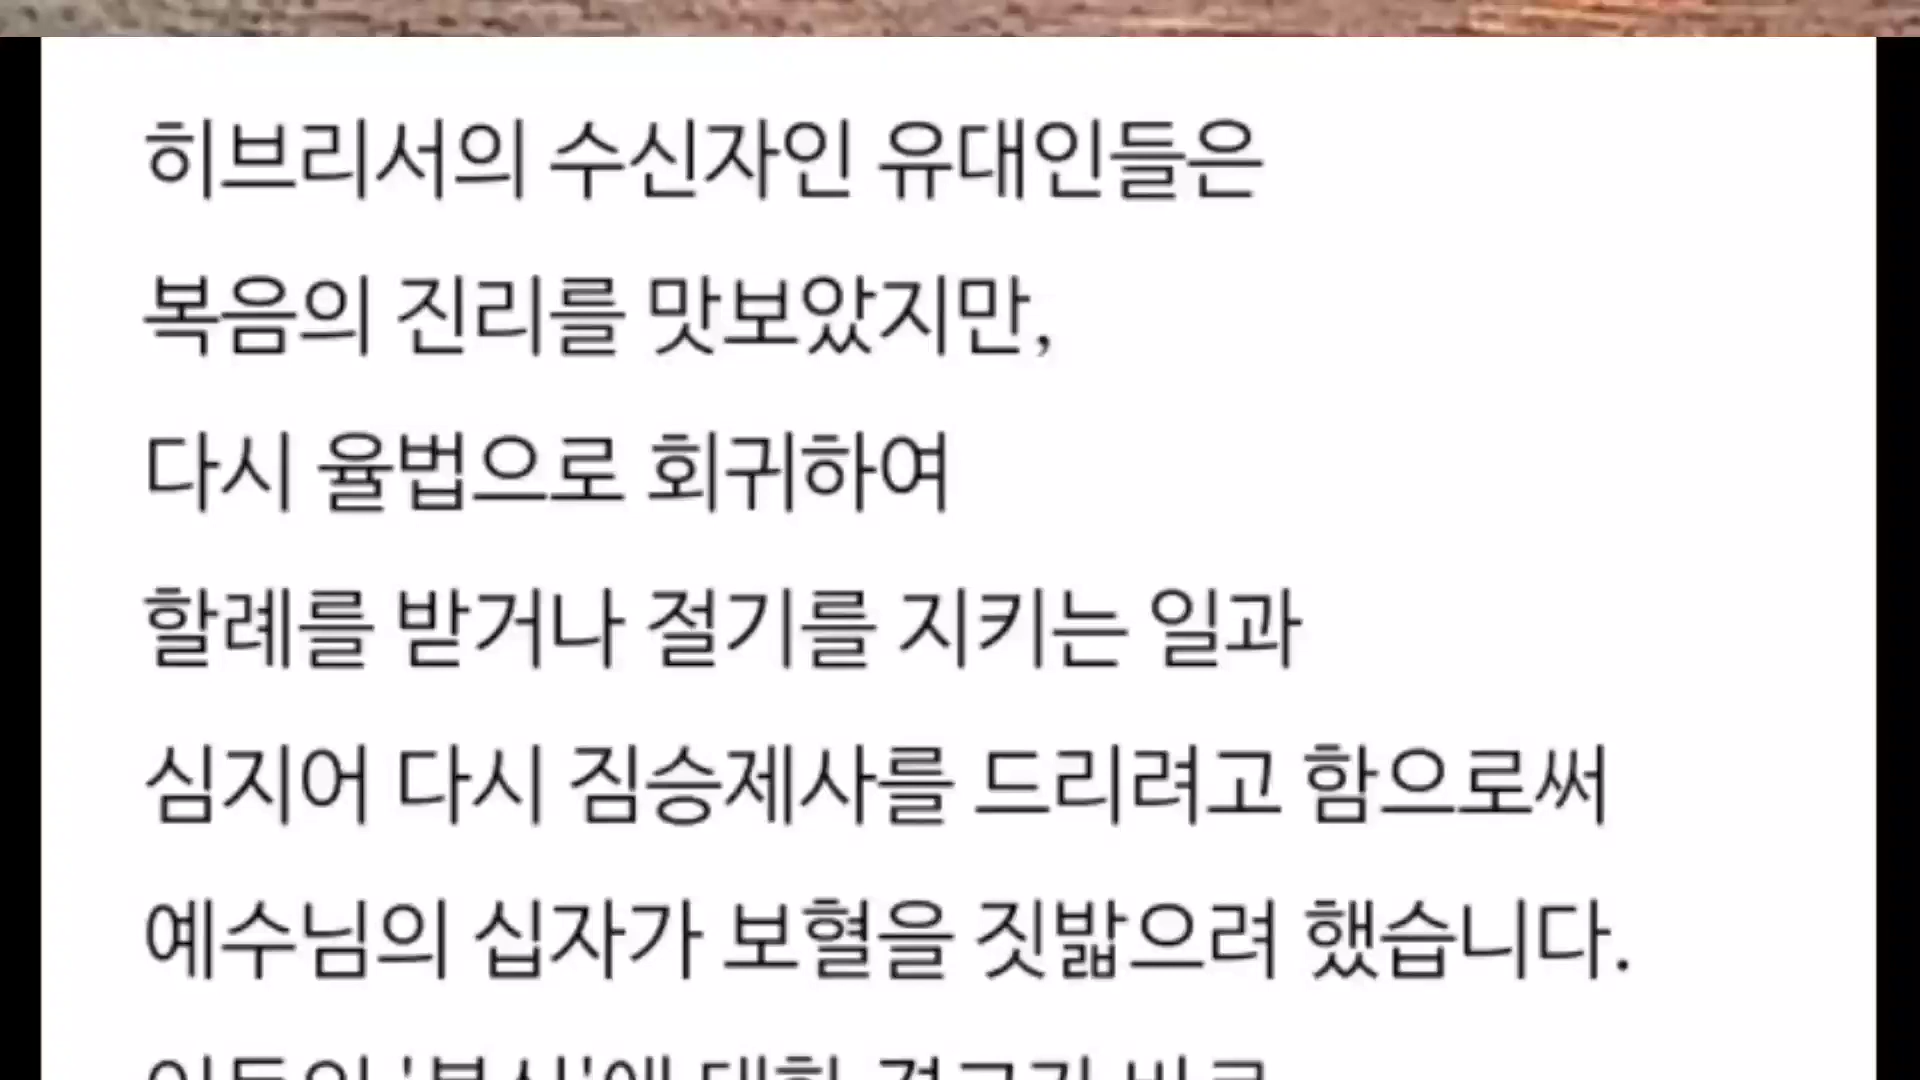 히브리서의 수신자인 유대인들은
복음의 진리를 맛보았지만,
다시 율법으로 회귀하여
할례를 받거나 절기를 지키는 일과
심지어 다시 짐승제사를 드리려고 함으로써
예수님의 십자가 보혈을 짓밟으려 했습니다.